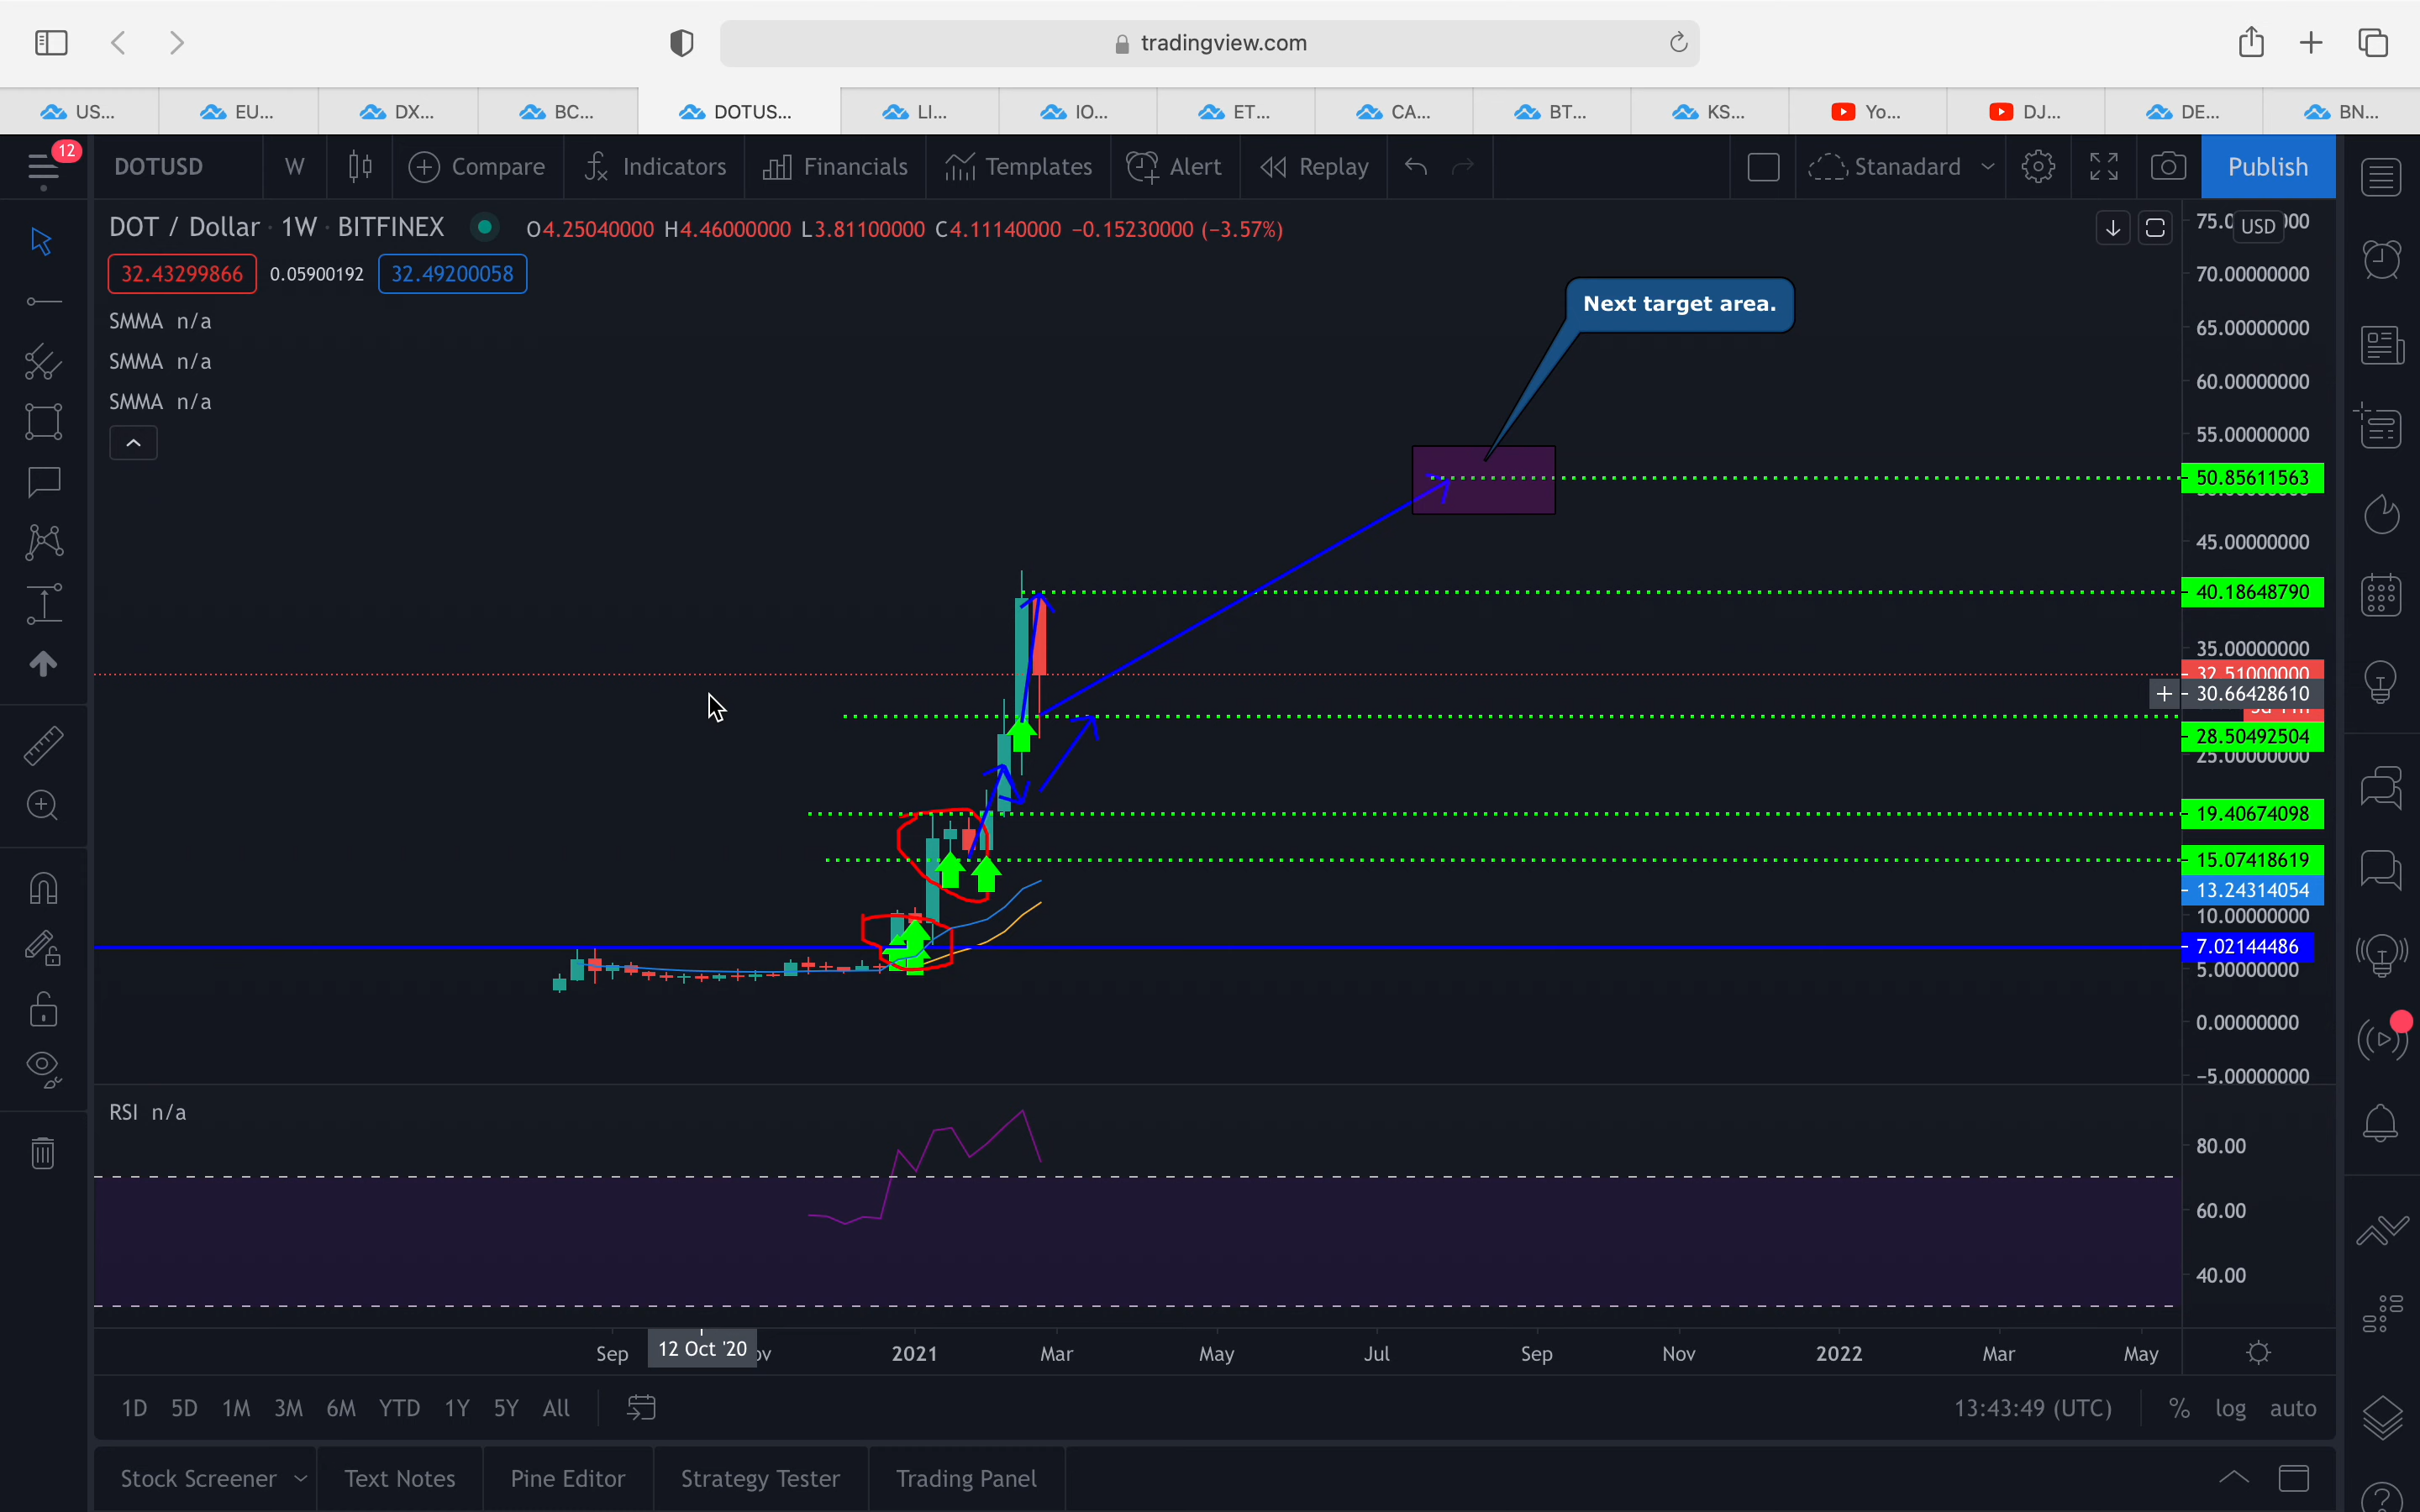 tradingview.com
US... EU... DX... BC... DOTUS... LI... IO... ET... CA... BT... KS... Yo... DJ... DE... BN...
12
DOTUSD W Compare Indicators Financials Templates Alert Replay Stanadard Publish
DOT / Dollar · 1W · BITFINEX O4.25040000 H4.46000000 L3.81100000 C4.11140000 −0.15230000 (−3.57%)
32.43299866 0.05900192 32.49200058
SMMA n/a
SMMA n/a
SMMA n/a
Next target area.
USD
70.00000000
65.00000000
60.00000000
55.00000000
50.85611563
45.00000000
40.18648790
35.00000000
32.51000000
30.66428610
28.50492504
25.00000000
19.40674098
15.07418619
13.24314054
10.00000000
7.02144486
5.00000000
0.00000000
−5.00000000
RSI n/a
80.00
60.00
40.00
Sep 12 Oct '20 2021 Mar May Jul Sep Nov 2022 Mar May
1D 5D 1M 3M 6M YTD 1Y 5Y All 13:43:49 (UTC) % log auto
Stock Screener Text Notes Pine Editor Strategy Tester Trading Panel